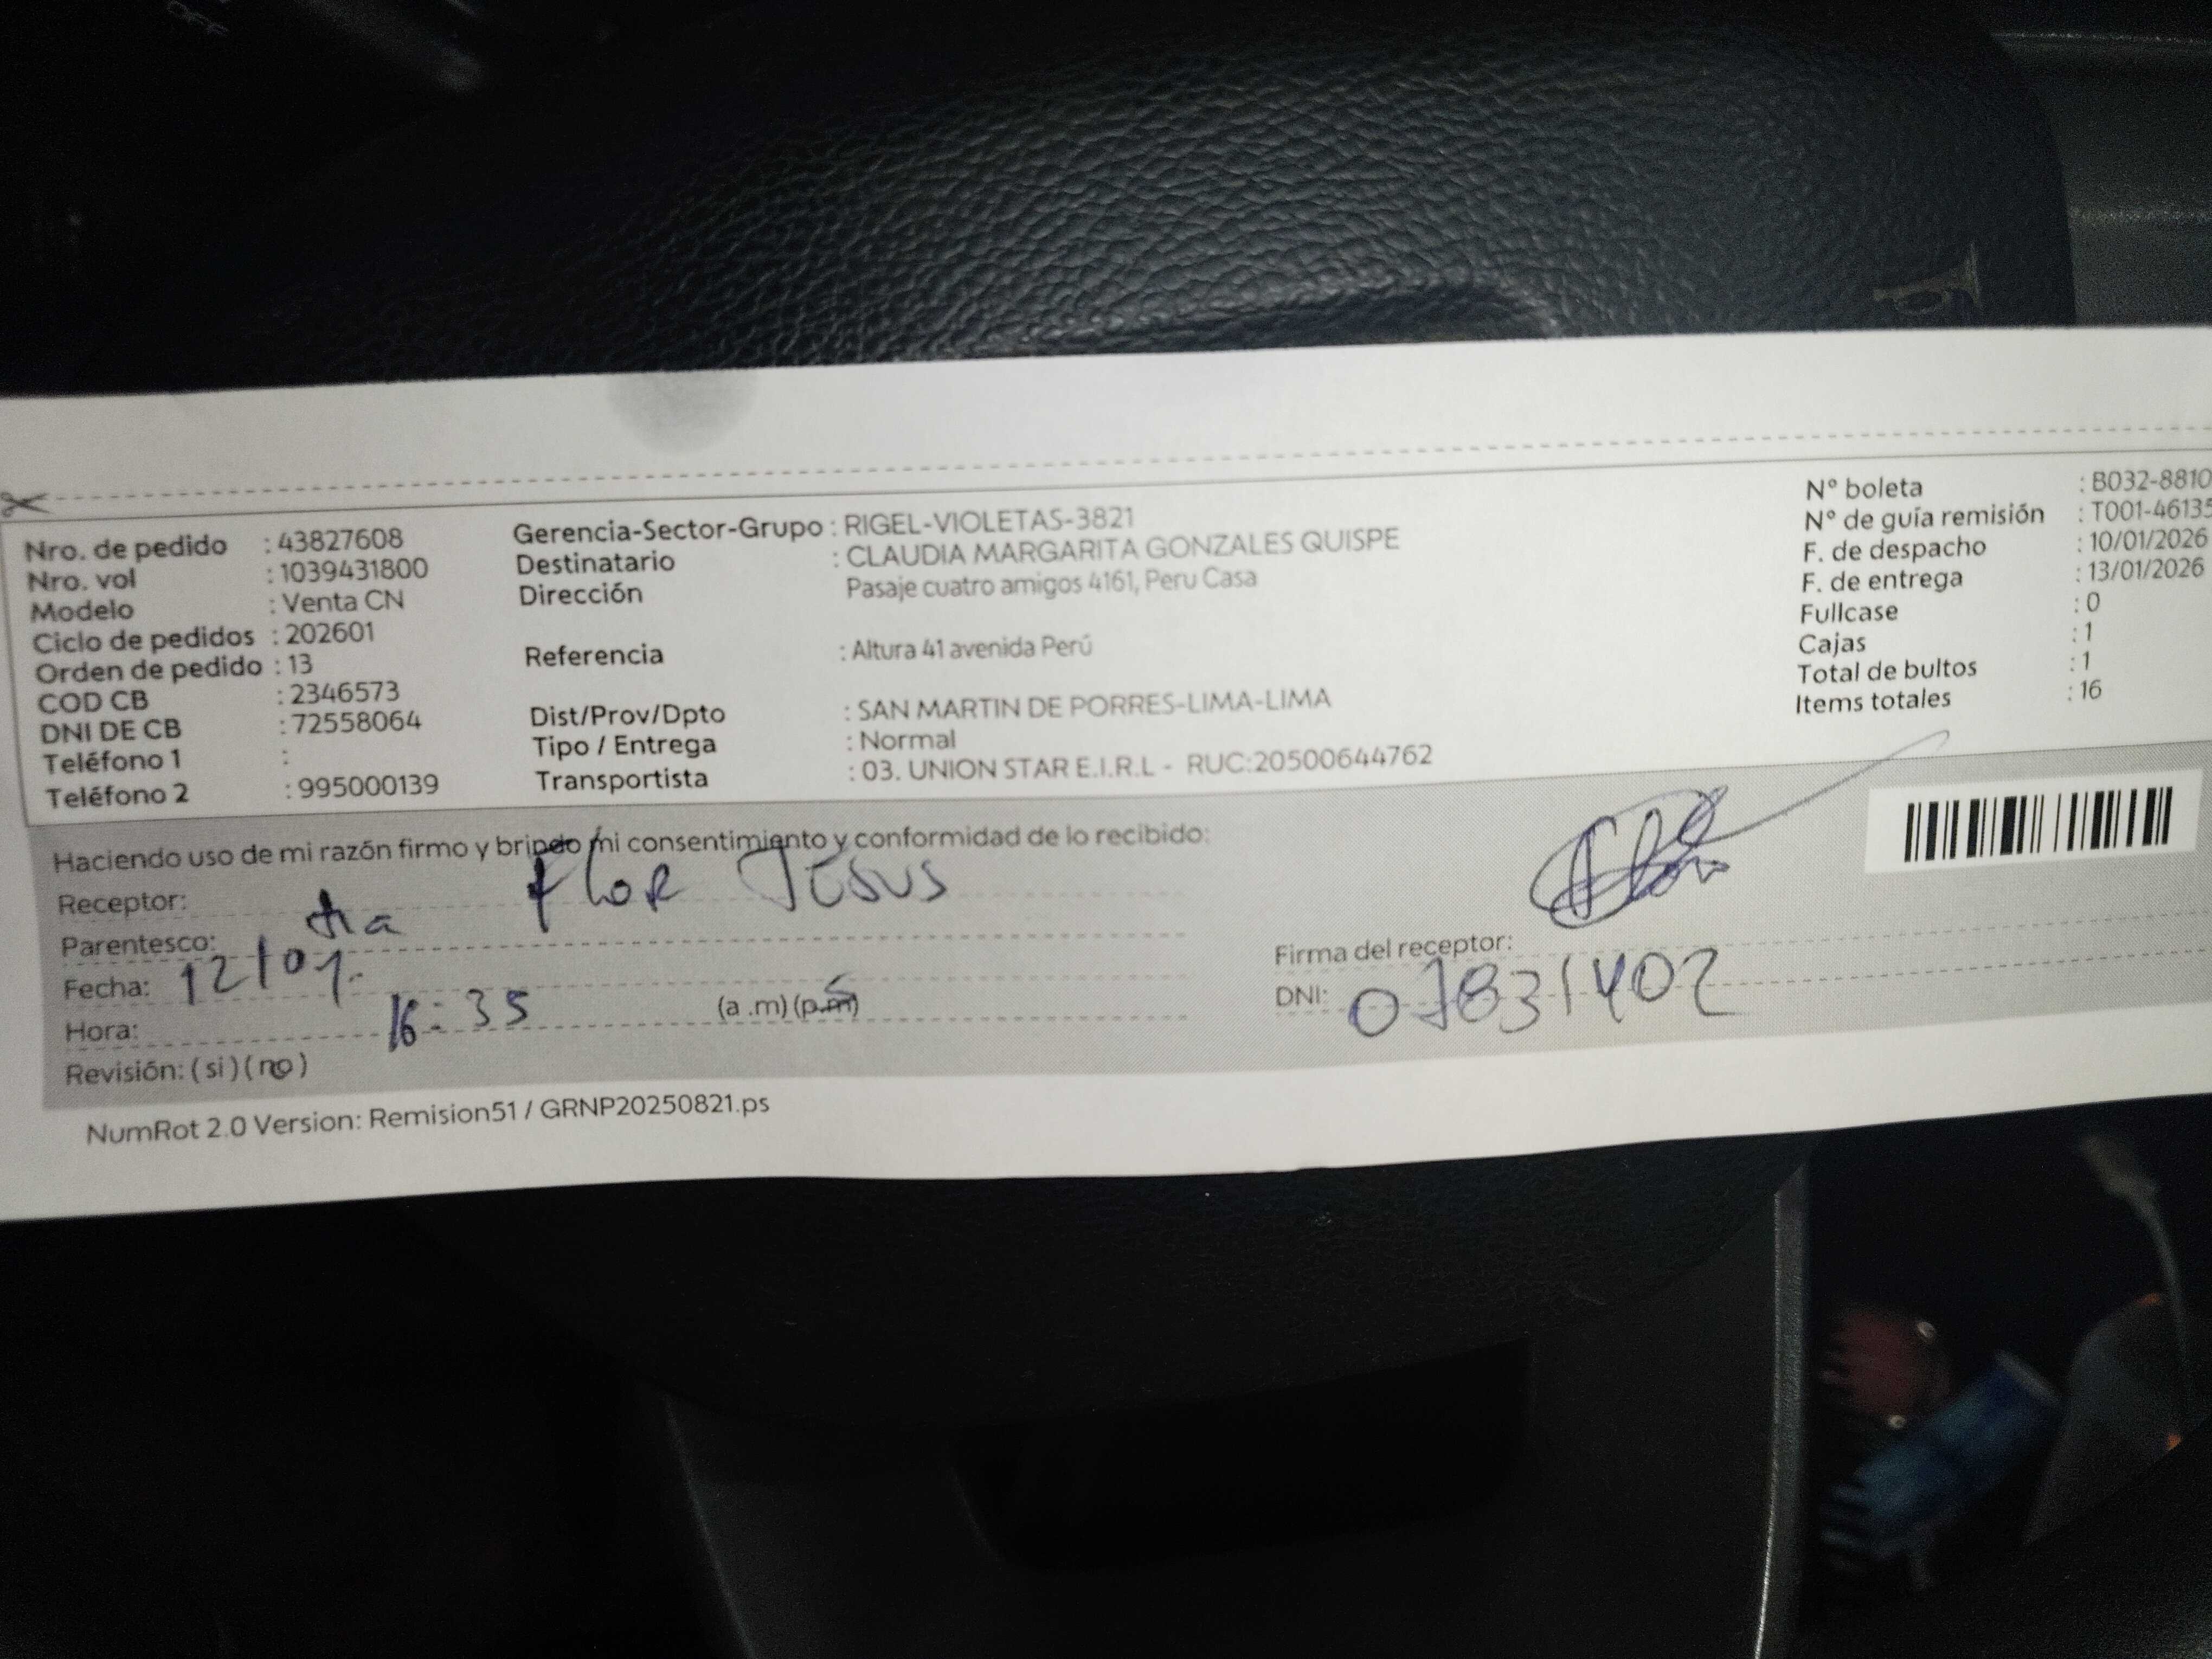 Nro. de pedido : 43827608
Nro. vol : 1039431800
Modelo : Venta CN
Ciclo de pedidos : 202601
Orden de pedido : 13
COD CB : 2346573
DNI DE CB : 72558064
Teléfono 1 :
Teléfono 2 : 995000139
Gerencia-Sector-Grupo : RIGEL-VIOLETAS-3821
Destinatario : CLAUDIA MARGARITA GONZALES QUISPE
Dirección Pasaje cuatro amigos 4161, Peru Casa
Referencia : Altura 41 avenida Perú
Dist/Prov/Dpto : SAN MARTIN DE PORRES-LIMA-LIMA
Tipo / Entrega : Normal
Transportista : 03. UNION STAR E.I.R.L - RUC:20500644762
N° boleta : B032-8810
N° de guía remisión : T001-46135
F. de despacho : 10/01/2026
F. de entrega : 13/01/2026
Fullcase : 0
Cajas : 1
Total de bultos : 1
Items totales : 16
Haciendo uso de mi razón firmo y brindo mi consentimiento y conformidad de lo recibido:
Receptor: Flor Jesus
Parentesco: tia
Fecha: 12/01.
Hora: 16:35 (a .m) (p.m)
Revisión: (si) (no)
Firma del receptor:
DNI: 07831402
NumRot 2.0 Version: Remision51 / GRNP20250821.ps